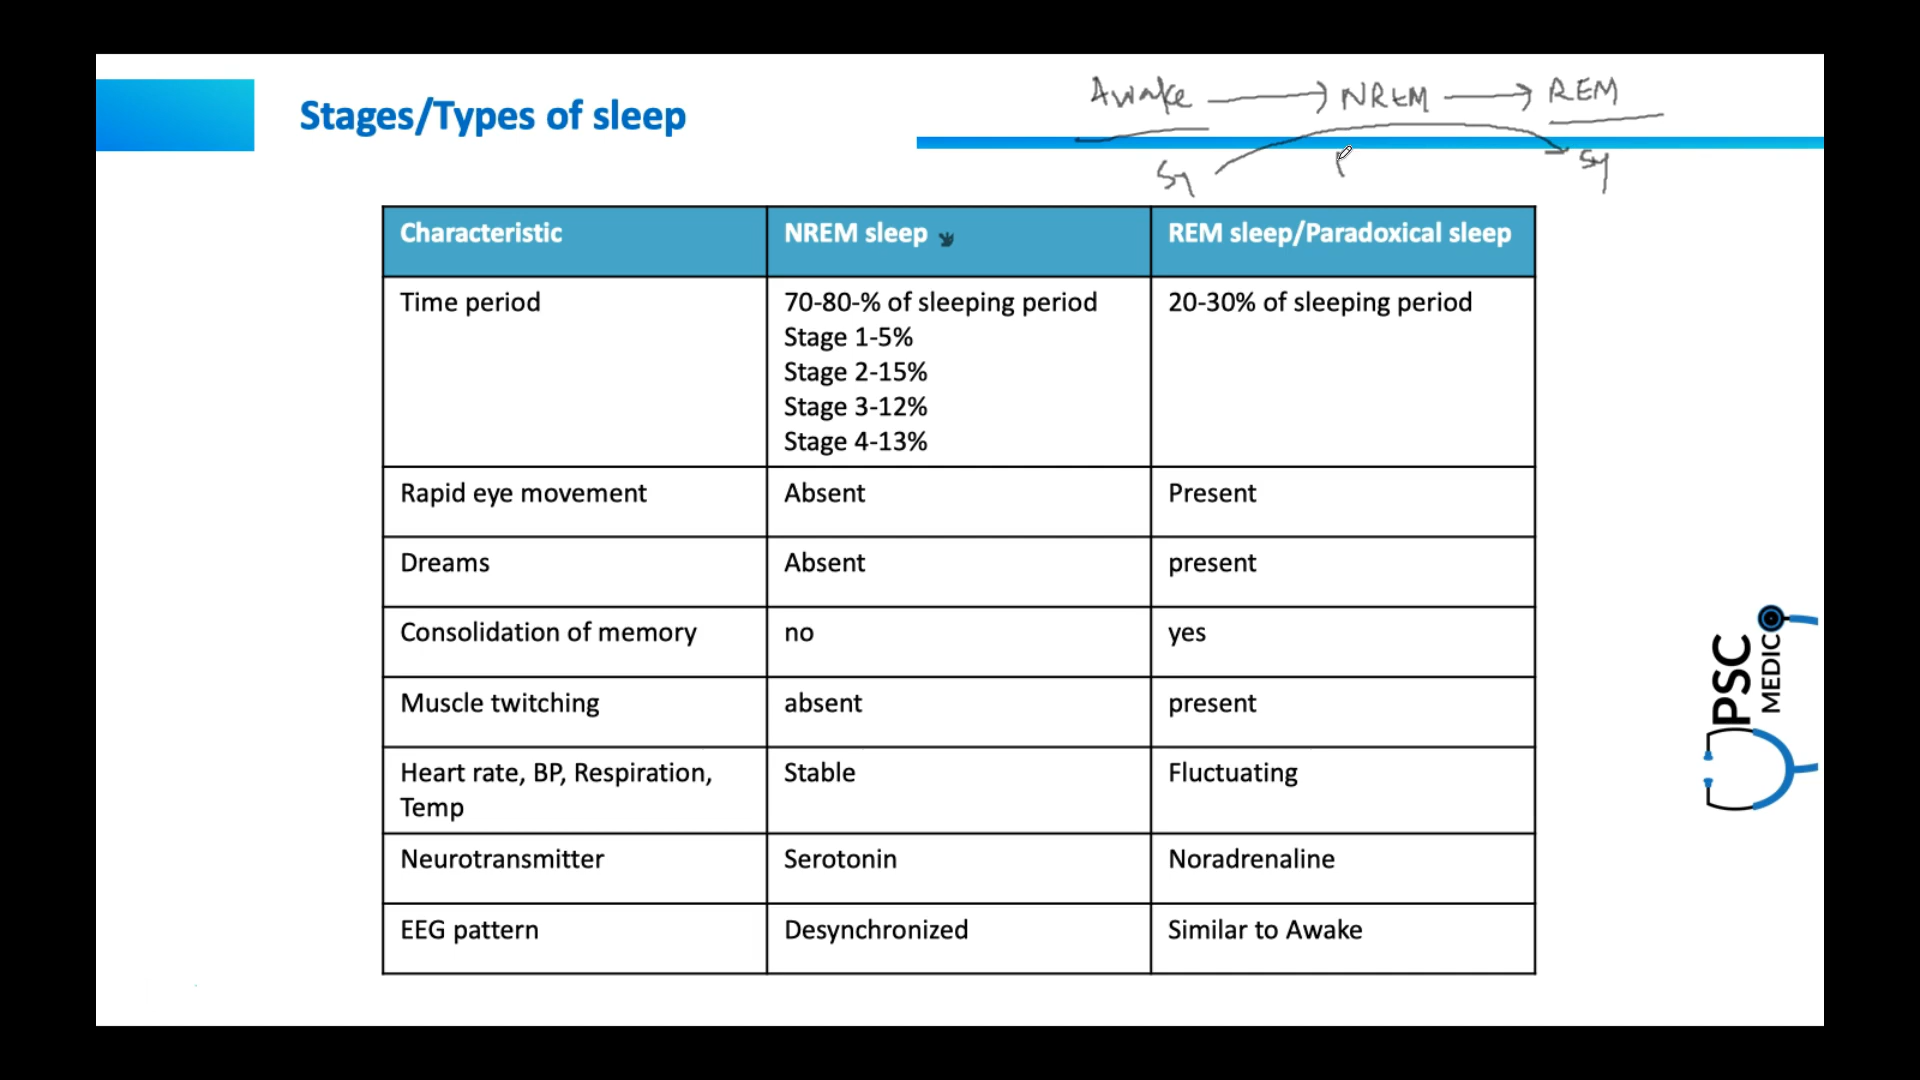 Stages/Types of sleep
Awake → NREM → REM
Sy
Sy
Characteristic NREM sleep REM sleep/Paradoxical sleep
Time period 70-80-% of sleeping period 20-30% of sleeping period
Stage 1-5%
Stage 2-15%
Stage 3-12%
Stage 4-13%
Rapid eye movement Absent Present
Dreams Absent present
Consolidation of memory no yes
Muscle twitching absent present
Heart rate, BP, Respiration, Stable Fluctuating
Temp
Neurotransmitter Serotonin Noradrenaline
EEG pattern Desynchronized Similar to Awake
PSC
MEDICO